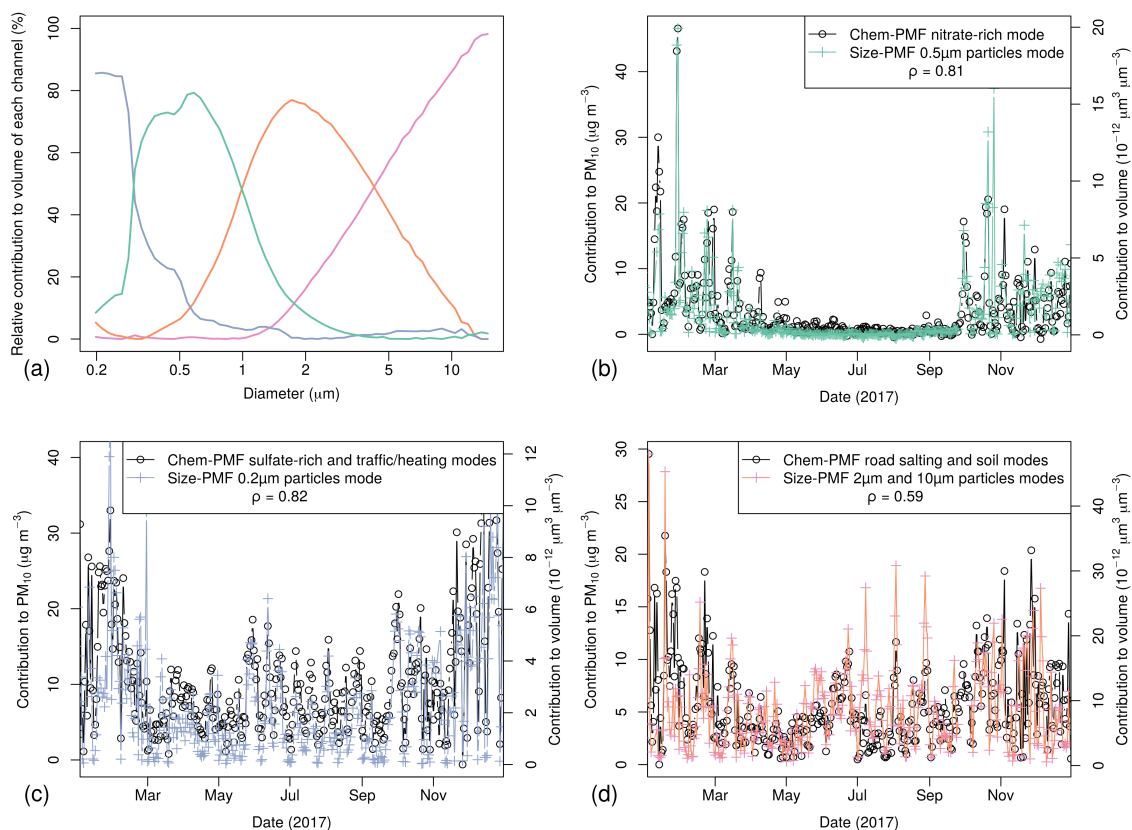 Relative contribution to volume of each channel (%)
100
80
60
40
20
0
0.2
0.5
1
2
5
10
(a)
Diameter (μm)
Chem-PMF nitrate-rich mode
Size-PMF 0.5μm particles mode
ρ = 0.81
Contribution to PM10 (μg m−3)
40
30
20
10
0
Contribution to volume (10−12 μm3 μm−3)
20
15
10
5
0
Mar
May
Jul
Sep
Nov
(b)
Date (2017)
Chem-PMF sulfate-rich and traffic/heating modes
Size-PMF 0.2μm particles mode
ρ = 0.82
Contribution to PM10 (μg m−3)
40
30
20
10
0
Contribution to volume (10−12 μm3 μm−3)
12
10
8
6
4
2
0
Mar
May
Jul
Sep
Nov
(c)
Date (2017)
Chem-PMF road salting and soil modes
Size-PMF 2μm and 10μm particles modes
ρ = 0.59
Contribution to PM10 (μg m−3)
30
25
20
15
10
5
0
Contribution to volume (10−12 μm3 μm−3)
40
30
20
10
0
Mar
May
Jul
Sep
Nov
(d)
Date (2017)